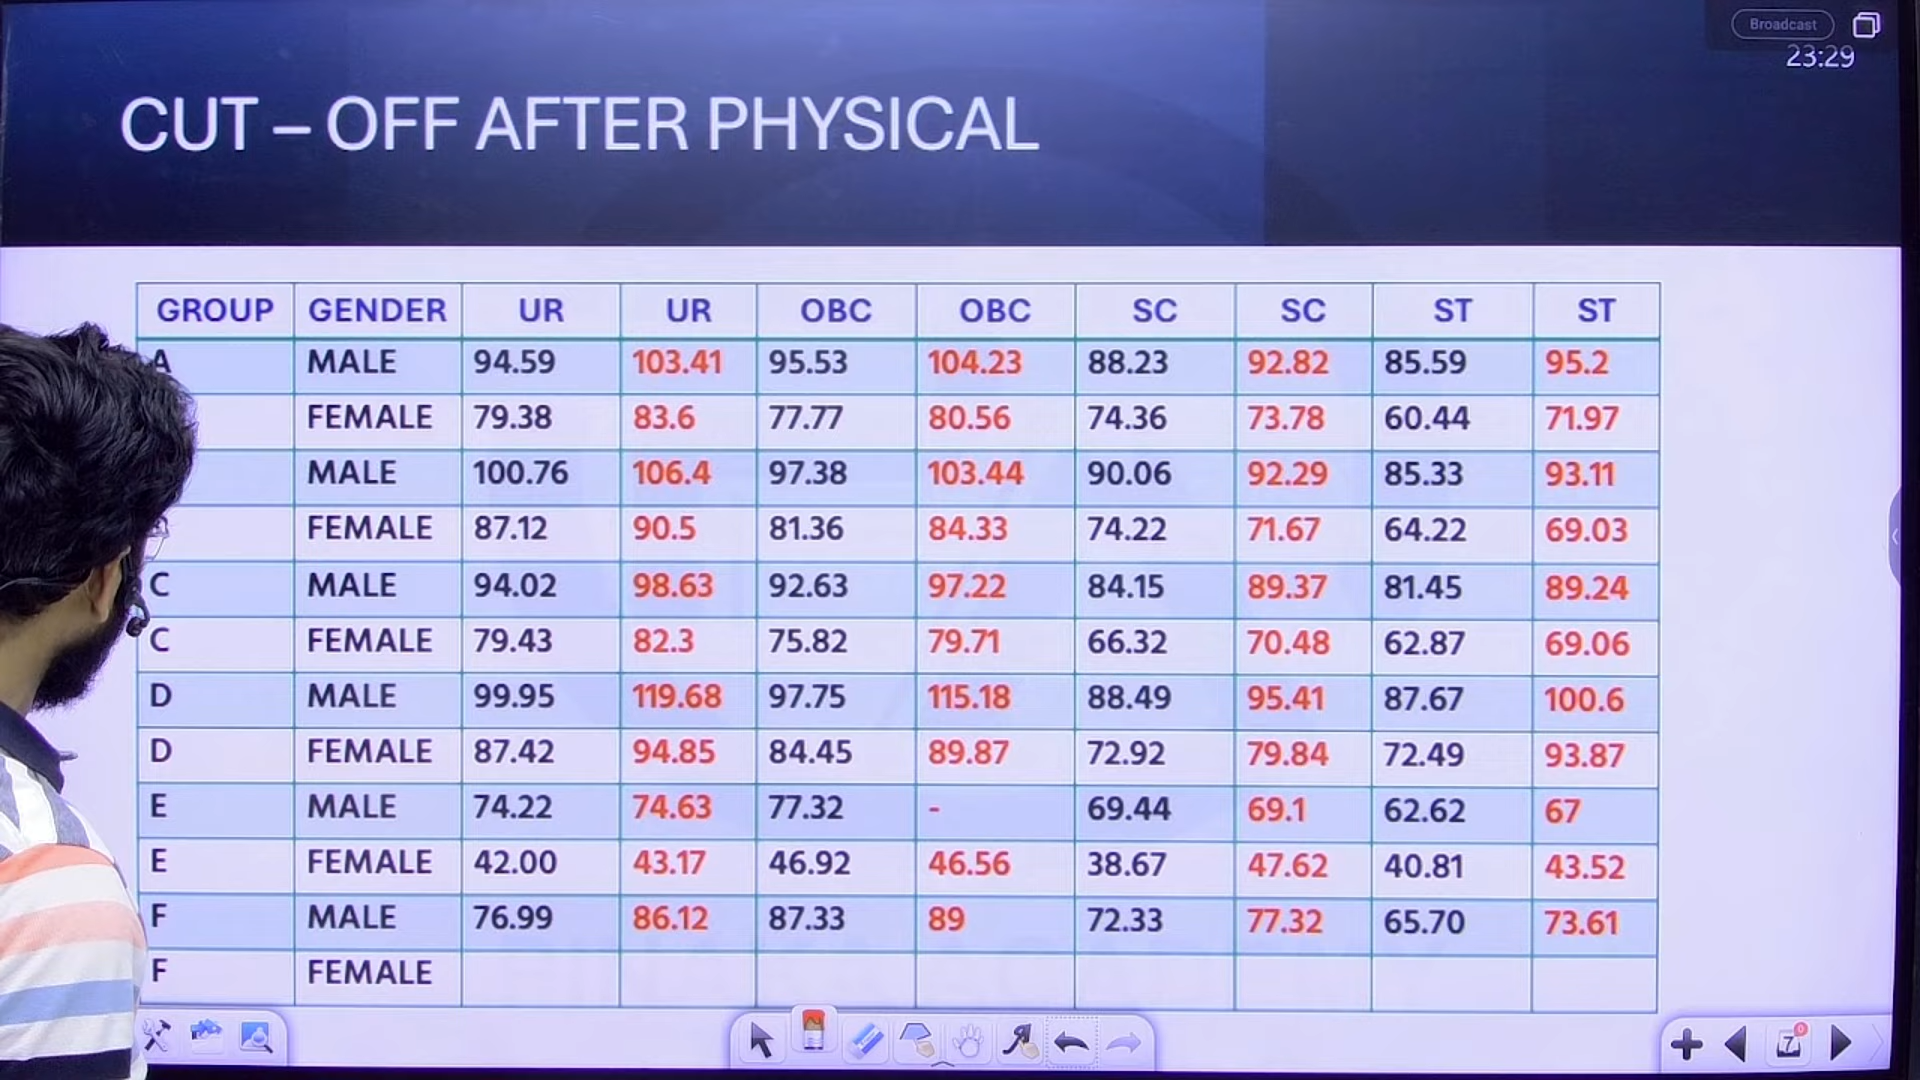 Broadcast
23:29
CUT – OFF AFTER PHYSICAL
GROUP GENDER UR UR OBC OBC SC SC ST ST
A MALE 94.59 103.41 95.53 104.23 88.23 92.82 85.59 95.2
FEMALE 79.38 83.6 77.77 80.56 74.36 73.78 60.44 71.97
MALE 100.76 106.4 97.38 103.44 90.06 92.29 85.33 93.11
FEMALE 87.12 90.5 81.36 84.33 74.22 71.67 64.22 69.03
C MALE 94.02 98.63 92.63 97.22 84.15 89.37 81.45 89.24
C FEMALE 79.43 82.3 75.82 79.71 66.32 70.48 62.87 69.06
D MALE 99.95 119.68 97.75 115.18 88.49 95.41 87.67 100.6
D FEMALE 87.42 94.85 84.45 89.87 72.92 79.84 72.49 93.87
E MALE 74.22 74.63 77.32 - 69.44 69.1 62.62 67
E FEMALE 42.00 43.17 46.92 46.56 38.67 47.62 40.81 43.52
F MALE 76.99 86.12 87.33 89 72.33 77.32 65.70 73.61
F FEMALE
7 0